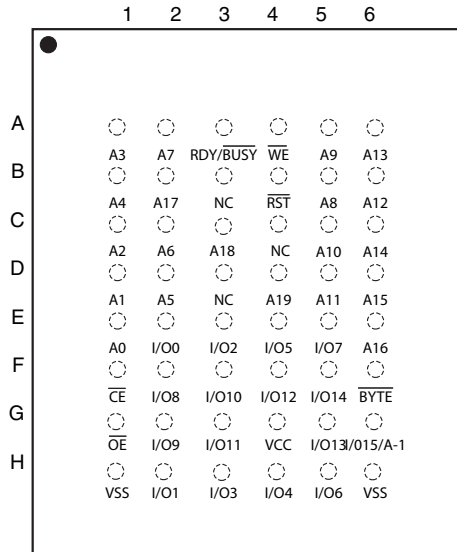 1 2 3 4 5 6
A
A3 A7 RDY/BUSY WE A9 A13
B
A4 A17 NC RST A8 A12
C
A2 A6 A18 NC A10 A14
D
A1 A5 NC A19 A11 A15
E
A0 I/O0 I/O2 I/O5 I/O7 A16
F
CE I/O8 I/O10 I/O12 I/O14 BYTE
G
OE I/O9 I/O11 VCC I/O13 I/015/A-1
H
VSS I/O1 I/O3 I/O4 I/O6 VSS